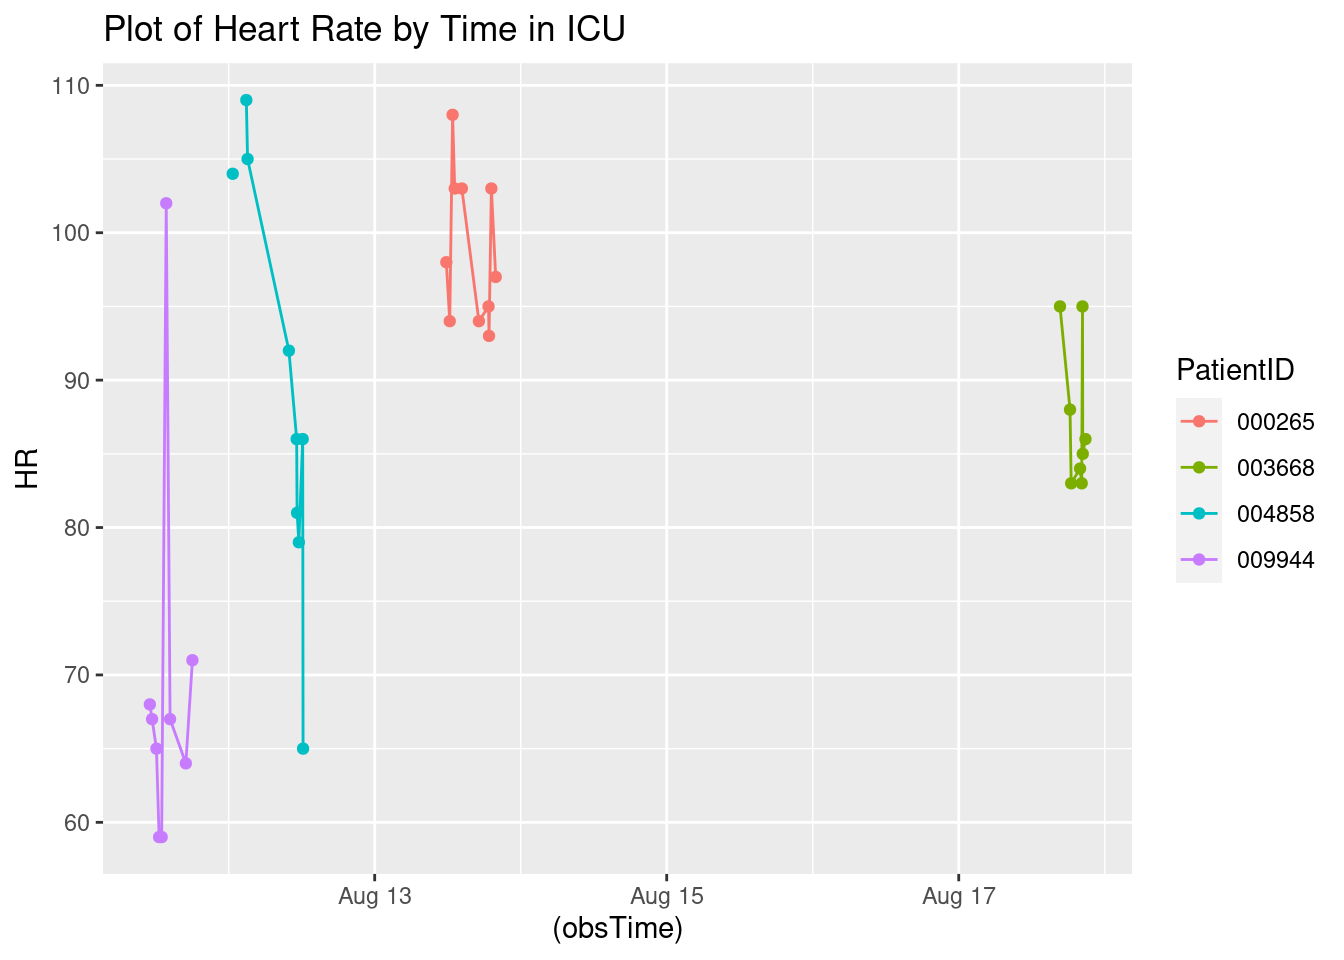 Plot of Heart Rate by Time in ICU
110
100
90
80
70
60
HR
Aug 13
Aug 15
Aug 17
(obsTime)
PatientID
000265
003668
004858
009944